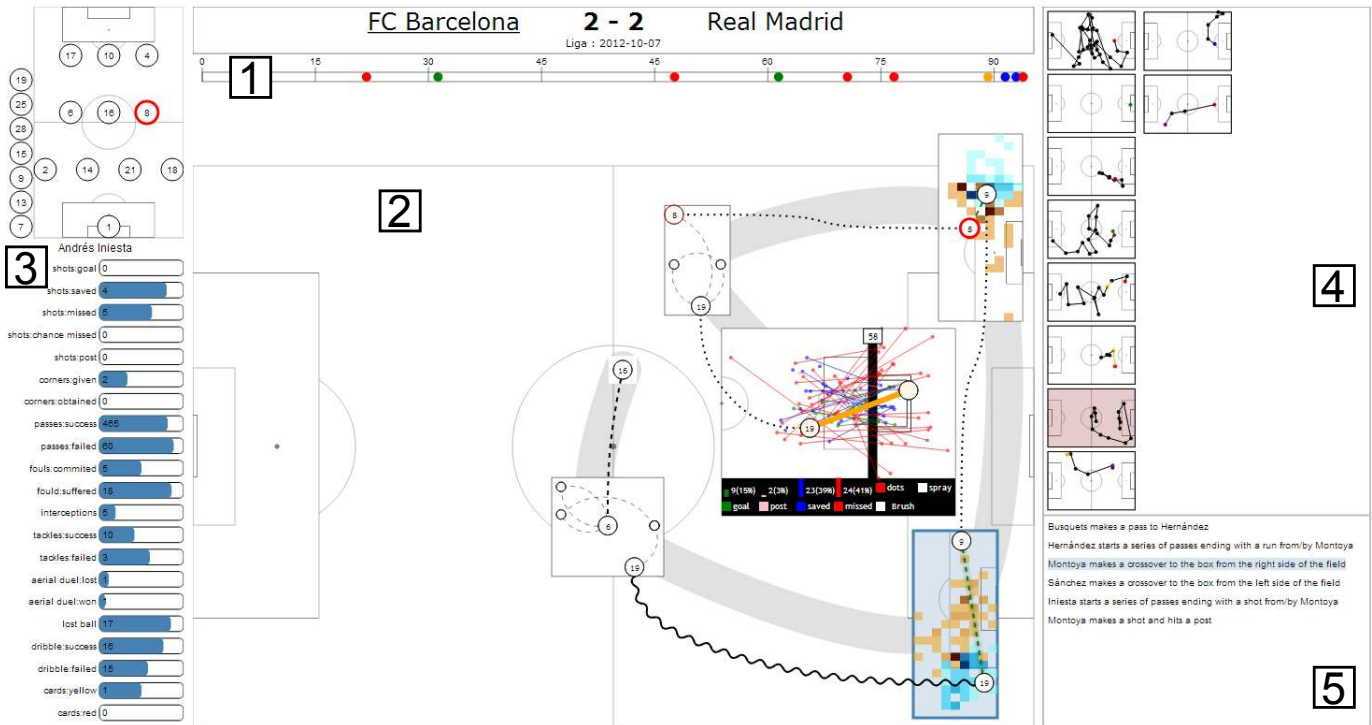 FC Barcelona 2 - 2 Real Madrid
Liga : 2012-10-07
0 15 30 45 45 60 75 90
1
17 10 4
19
25
6 16 8
28
15
2 14 21 18
9
13
7
1
2
3
Andrés Iniesta
shots:goal 0
shots:saved 4
shots:missed 5
shots:chance missed 0
shots:post 0
corners:given 2
corners:obtained 0
passes:success 465
passes:failed 60
fouls:commited 5
fould:suffered 18
interceptions 5
tackles:success 10
tackles:failed 3
aerial duel:lost 1
aerial duel:won
lost ball 17
dribble:success 16
dribble:failed 15
cards:yellow 1
cards:red 0
9
8
8
19
16
58
19
6
19
9
19
9(15%) 2(3%) 23(39%) 24(41%) dots spray
goal post saved missed Brush
4
Busquets makes a pass to Hernández
Hernández starts a series of passes ending with a run from/by Montoya
Montoya makes a crossover to the box from the right side of the field
Sánchez makes a crossover to the box from the left side of the field
Iniesta starts a series of passes ending with a shot from/by Montoya
Montoya makes a shot and hits a post
5